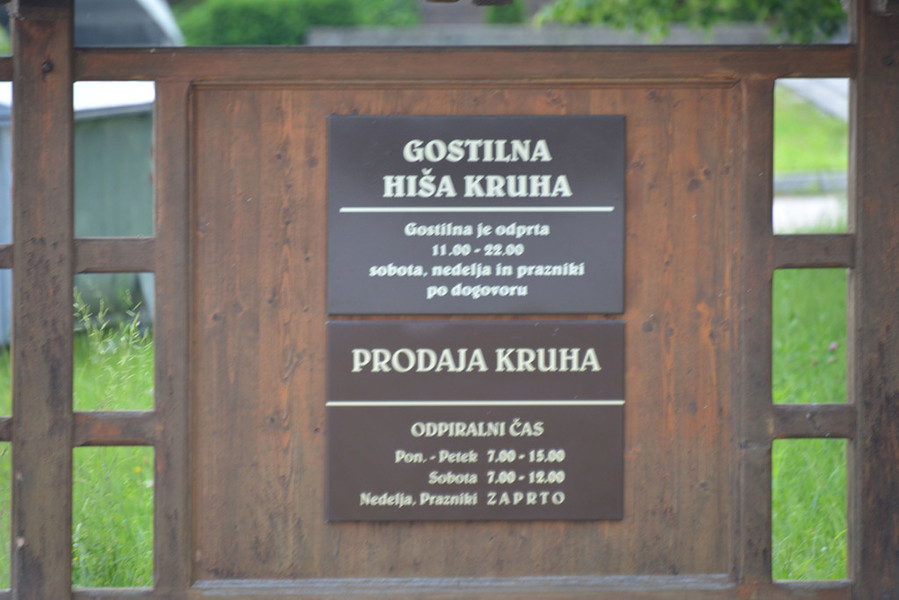 GOSTILNA
HIŠA KRUHA
Gostilna je odprta
11.00 - 22.00
sobota, nedelja in prazniki
po dogovoru
PRODAJA KRUHA
ODPIRALNI ČAS
Pon. - Petek 7.00 - 15.00
Sobota 7.00 - 12.00
Nedelja, Prazniki ZAPRTO